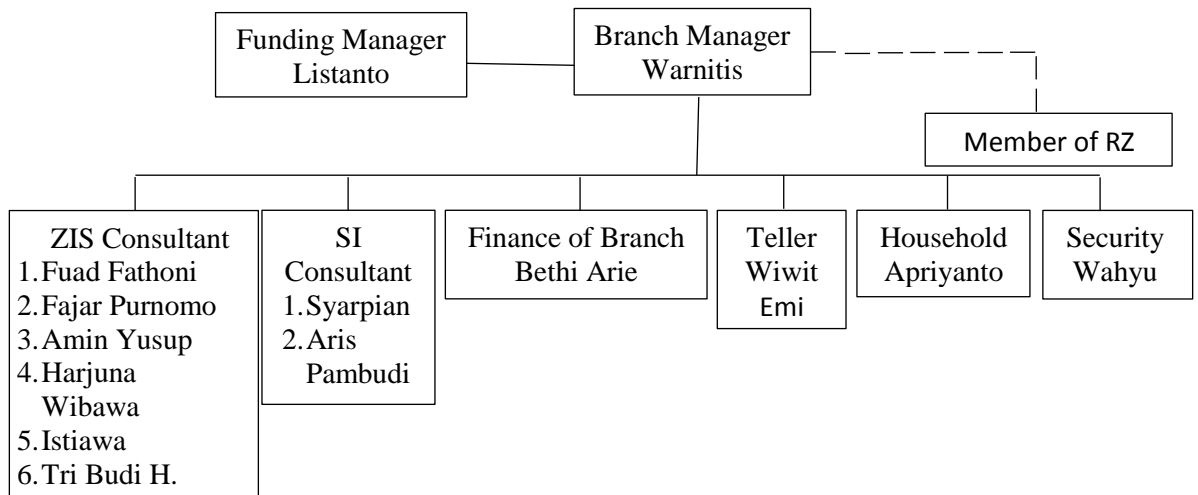 Funding Manager
Listanto
Branch Manager
Warnitis
Member of RZ
ZIS Consultant
1.Fuad Fathoni
2.Fajar Purnomo
3.Amin Yusup
4.Harjuna
Wibawa
5.Istiawa
6.Tri Budi H.
SI
Consultant
1.Syarpian
2.Aris
Pambudi
Finance of Branch
Bethi Arie
Teller
Wiwit
Emi
Household
Apriyanto
Security
Wahyu